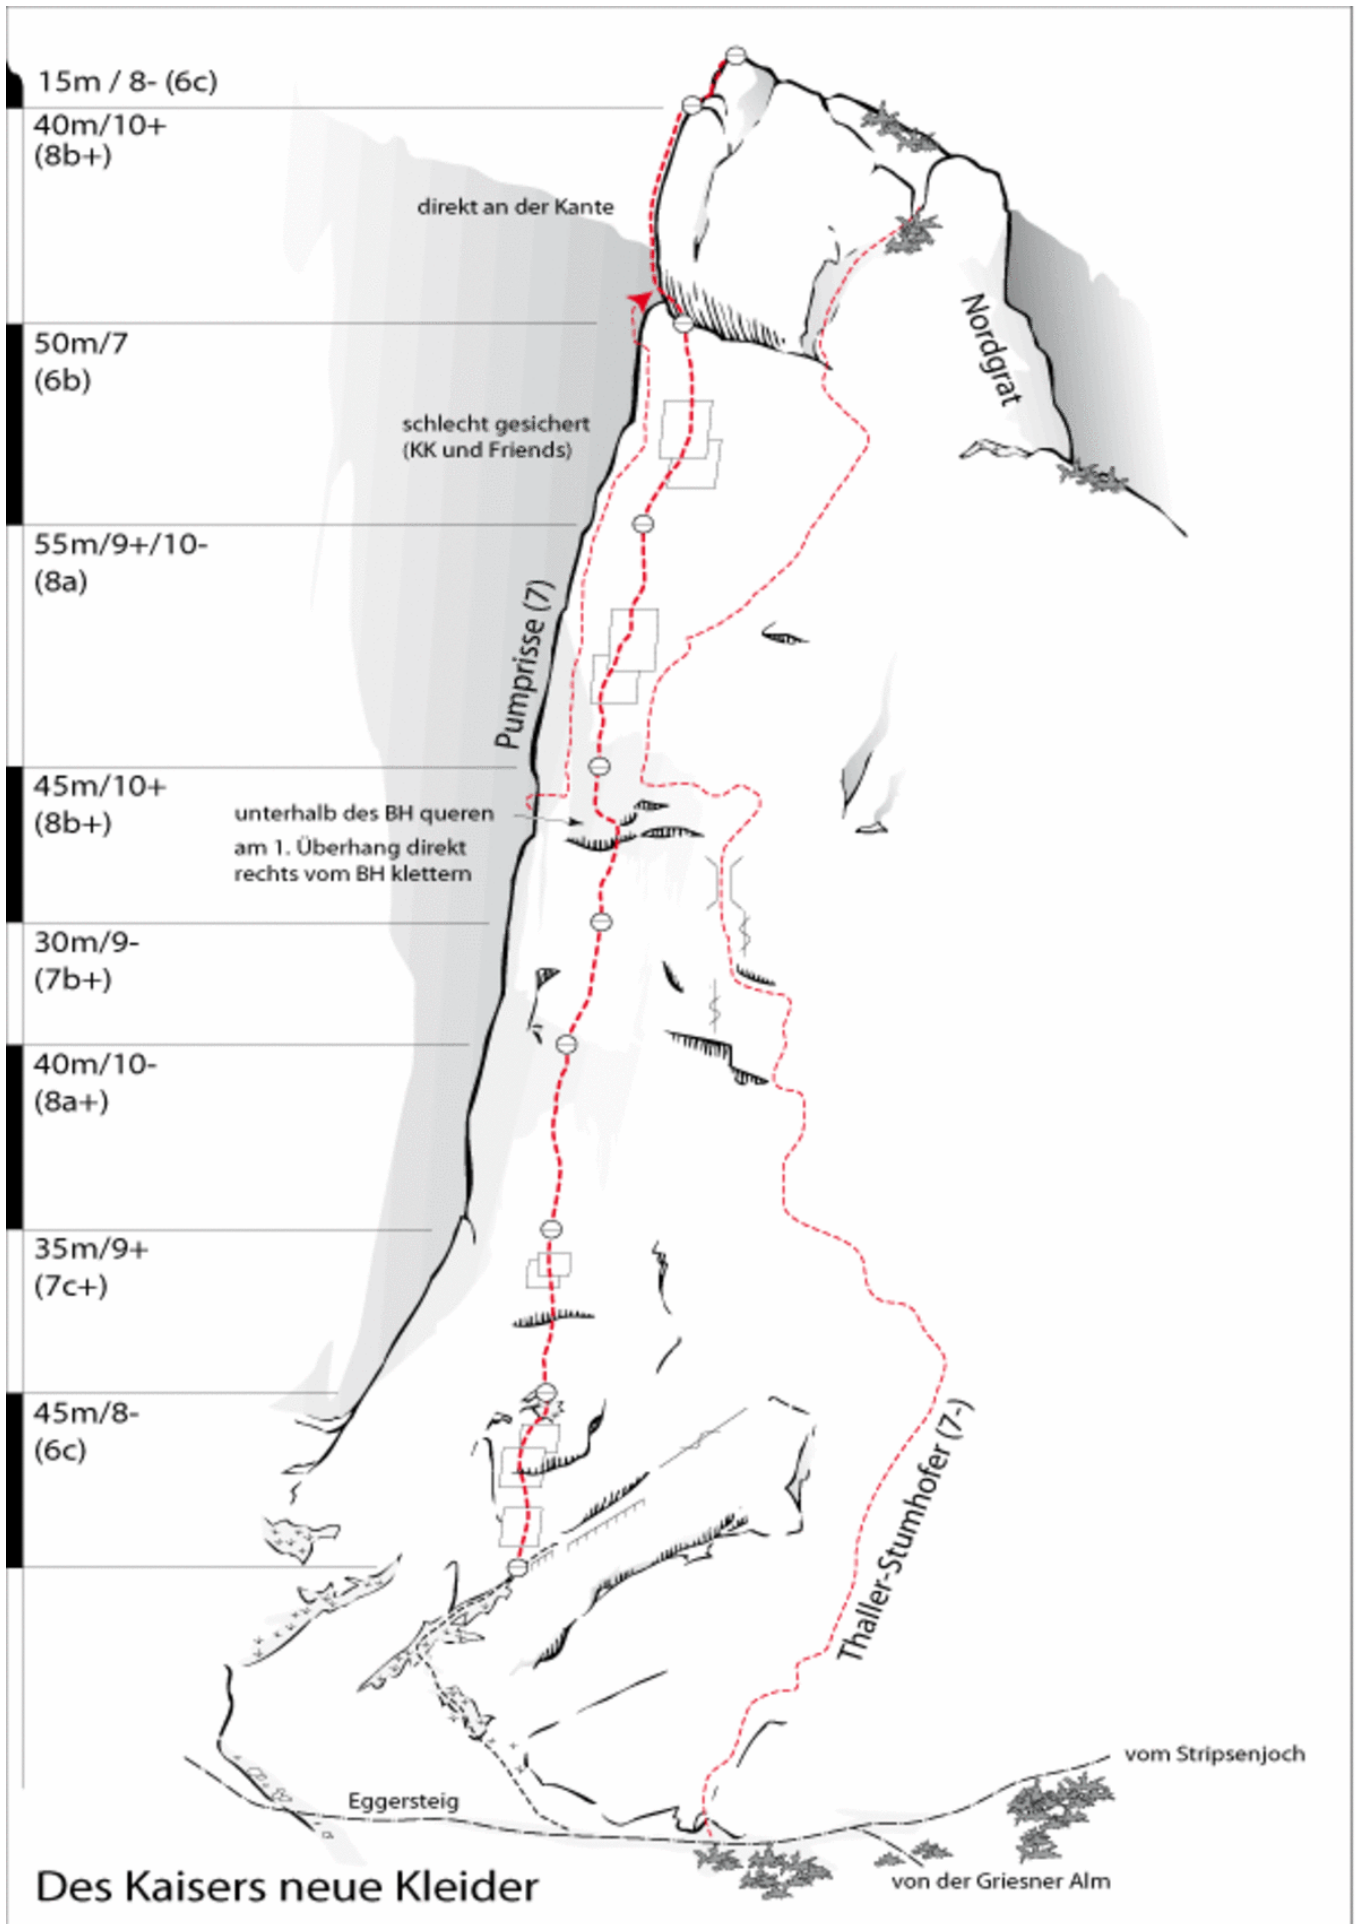 15m / 8- (6c)
40m/10+
(8b+)
direkt an der Kante
Nordgrat
50m/7
(6b)
schlecht gesichert
(KK und Friends)
55m/9+/10-
(8a)
Pumprisse (7)
45m/10+
(8b+)
unterhalb des BH queren
am 1. Überhang direkt
rechts vom BH klettern
30m/9-
(7b+)
40m/10-
(8a+)
35m/9+
(7c+)
45m/8-
(6c)
Thaller-Stumhofer (7-)
vom Stripsenjoch
Eggersteig
von der Griesner Alm
Des Kaisers neue Kleider